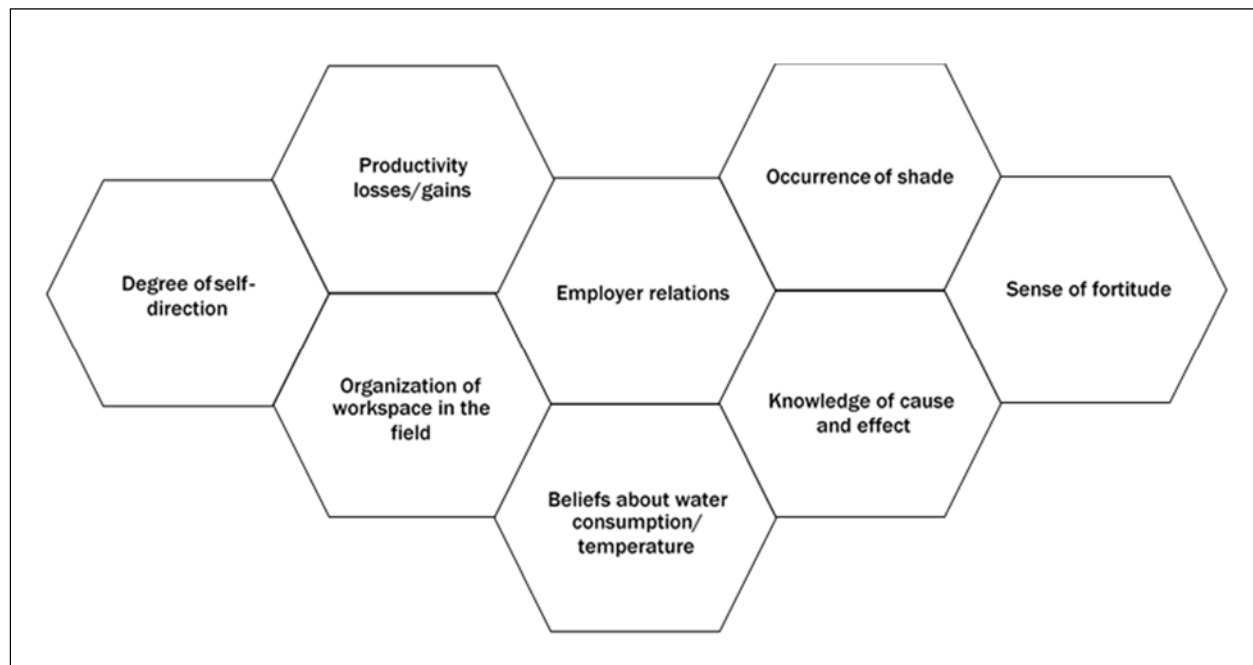 Productivity
losses/gains
Occurrence of shade
Degree of self-
direction
Employer relations
Sense of fortitude
Organization of
workspace in the
field
Knowledge of cause
and effect
Beliefs about water
consumption/
temperature